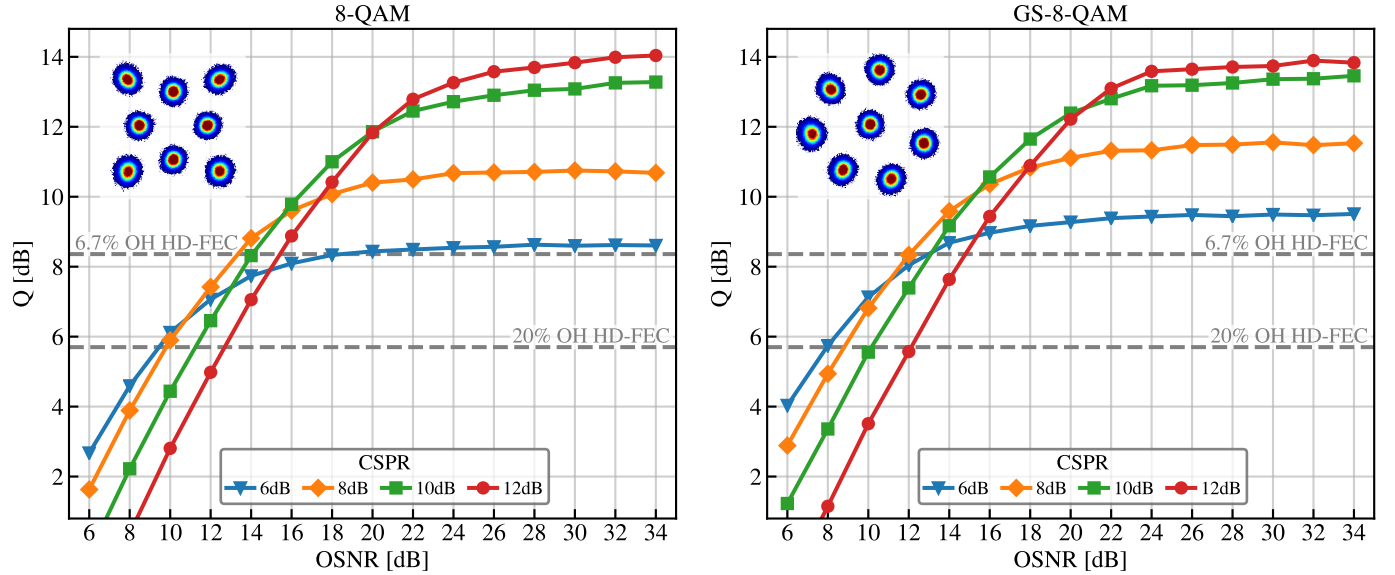 8-QAM
Q [dB]
14
12
10
8
6
4
2
6.7% OH HD-FEC
20% OH HD-FEC
CSPR
6dB 8dB 10dB 12dB
6 8 10 12 14 16 18 20 22 24 26 28 30 32 34
OSNR [dB]
GS-8-QAM
Q [dB]
14
12
10
8
6
4
2
6.7% OH HD-FEC
20% OH HD-FEC
CSPR
6dB 8dB 10dB 12dB
6 8 10 12 14 16 18 20 22 24 26 28 30 32 34
OSNR [dB]